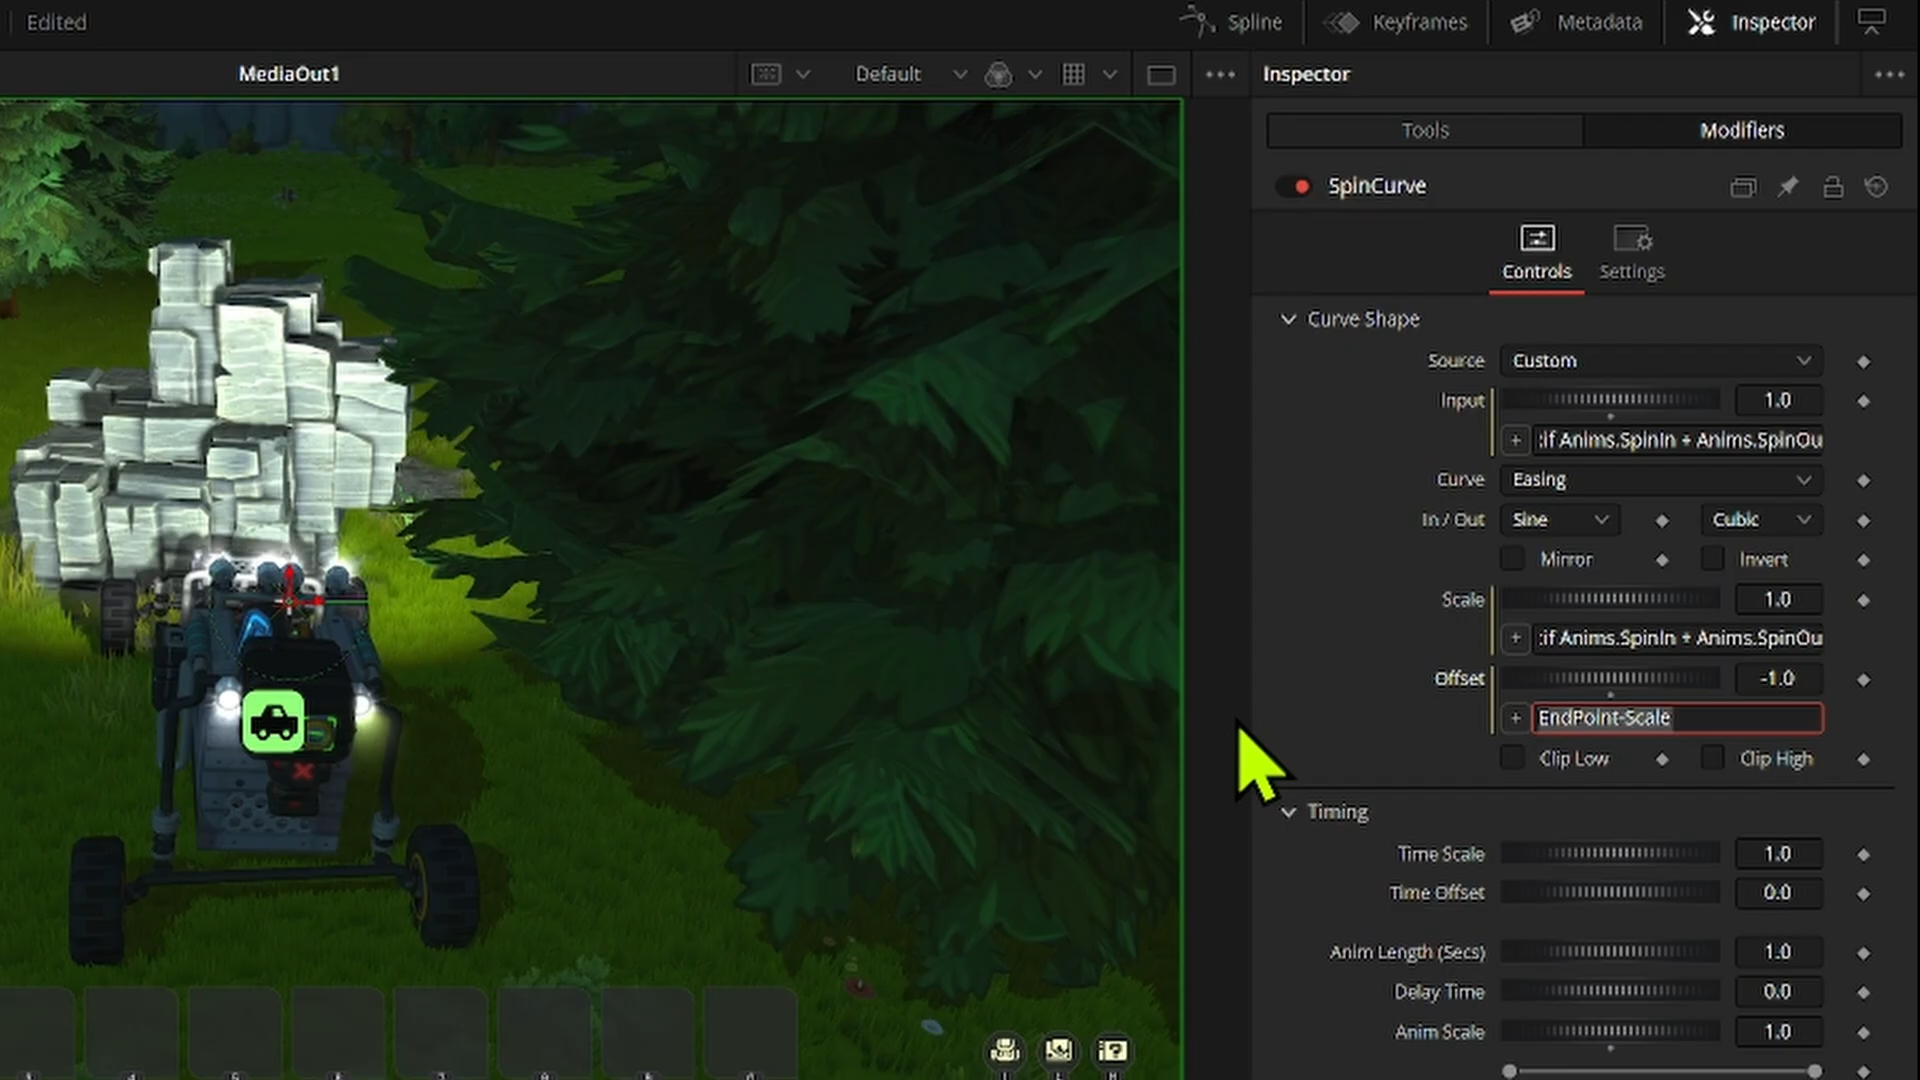 Edited
Spline
Keyframes
Metadata
Inspector
MediaOut1
Default
Inspector
Tools
Modifiers
SpinCurve
Controls
Settings
Curve Shape
Source
Custom
Input
1.0
:if Anims.SpinIn + Anims.SpinOu
Curve
Easing
In / Out
Sine
Cubic
Mirror
Invert
Scale
1.0
:if Anims.SpinIn + Anims.SpinOu
Offset
-1.0
EndPoint-Scale
Clip Low
Clip High
Timing
Time Scale
1.0
Time Offset
0.0
Anim Length (Secs)
1.0
Delay Time
0.0
Anim Scale
1.0